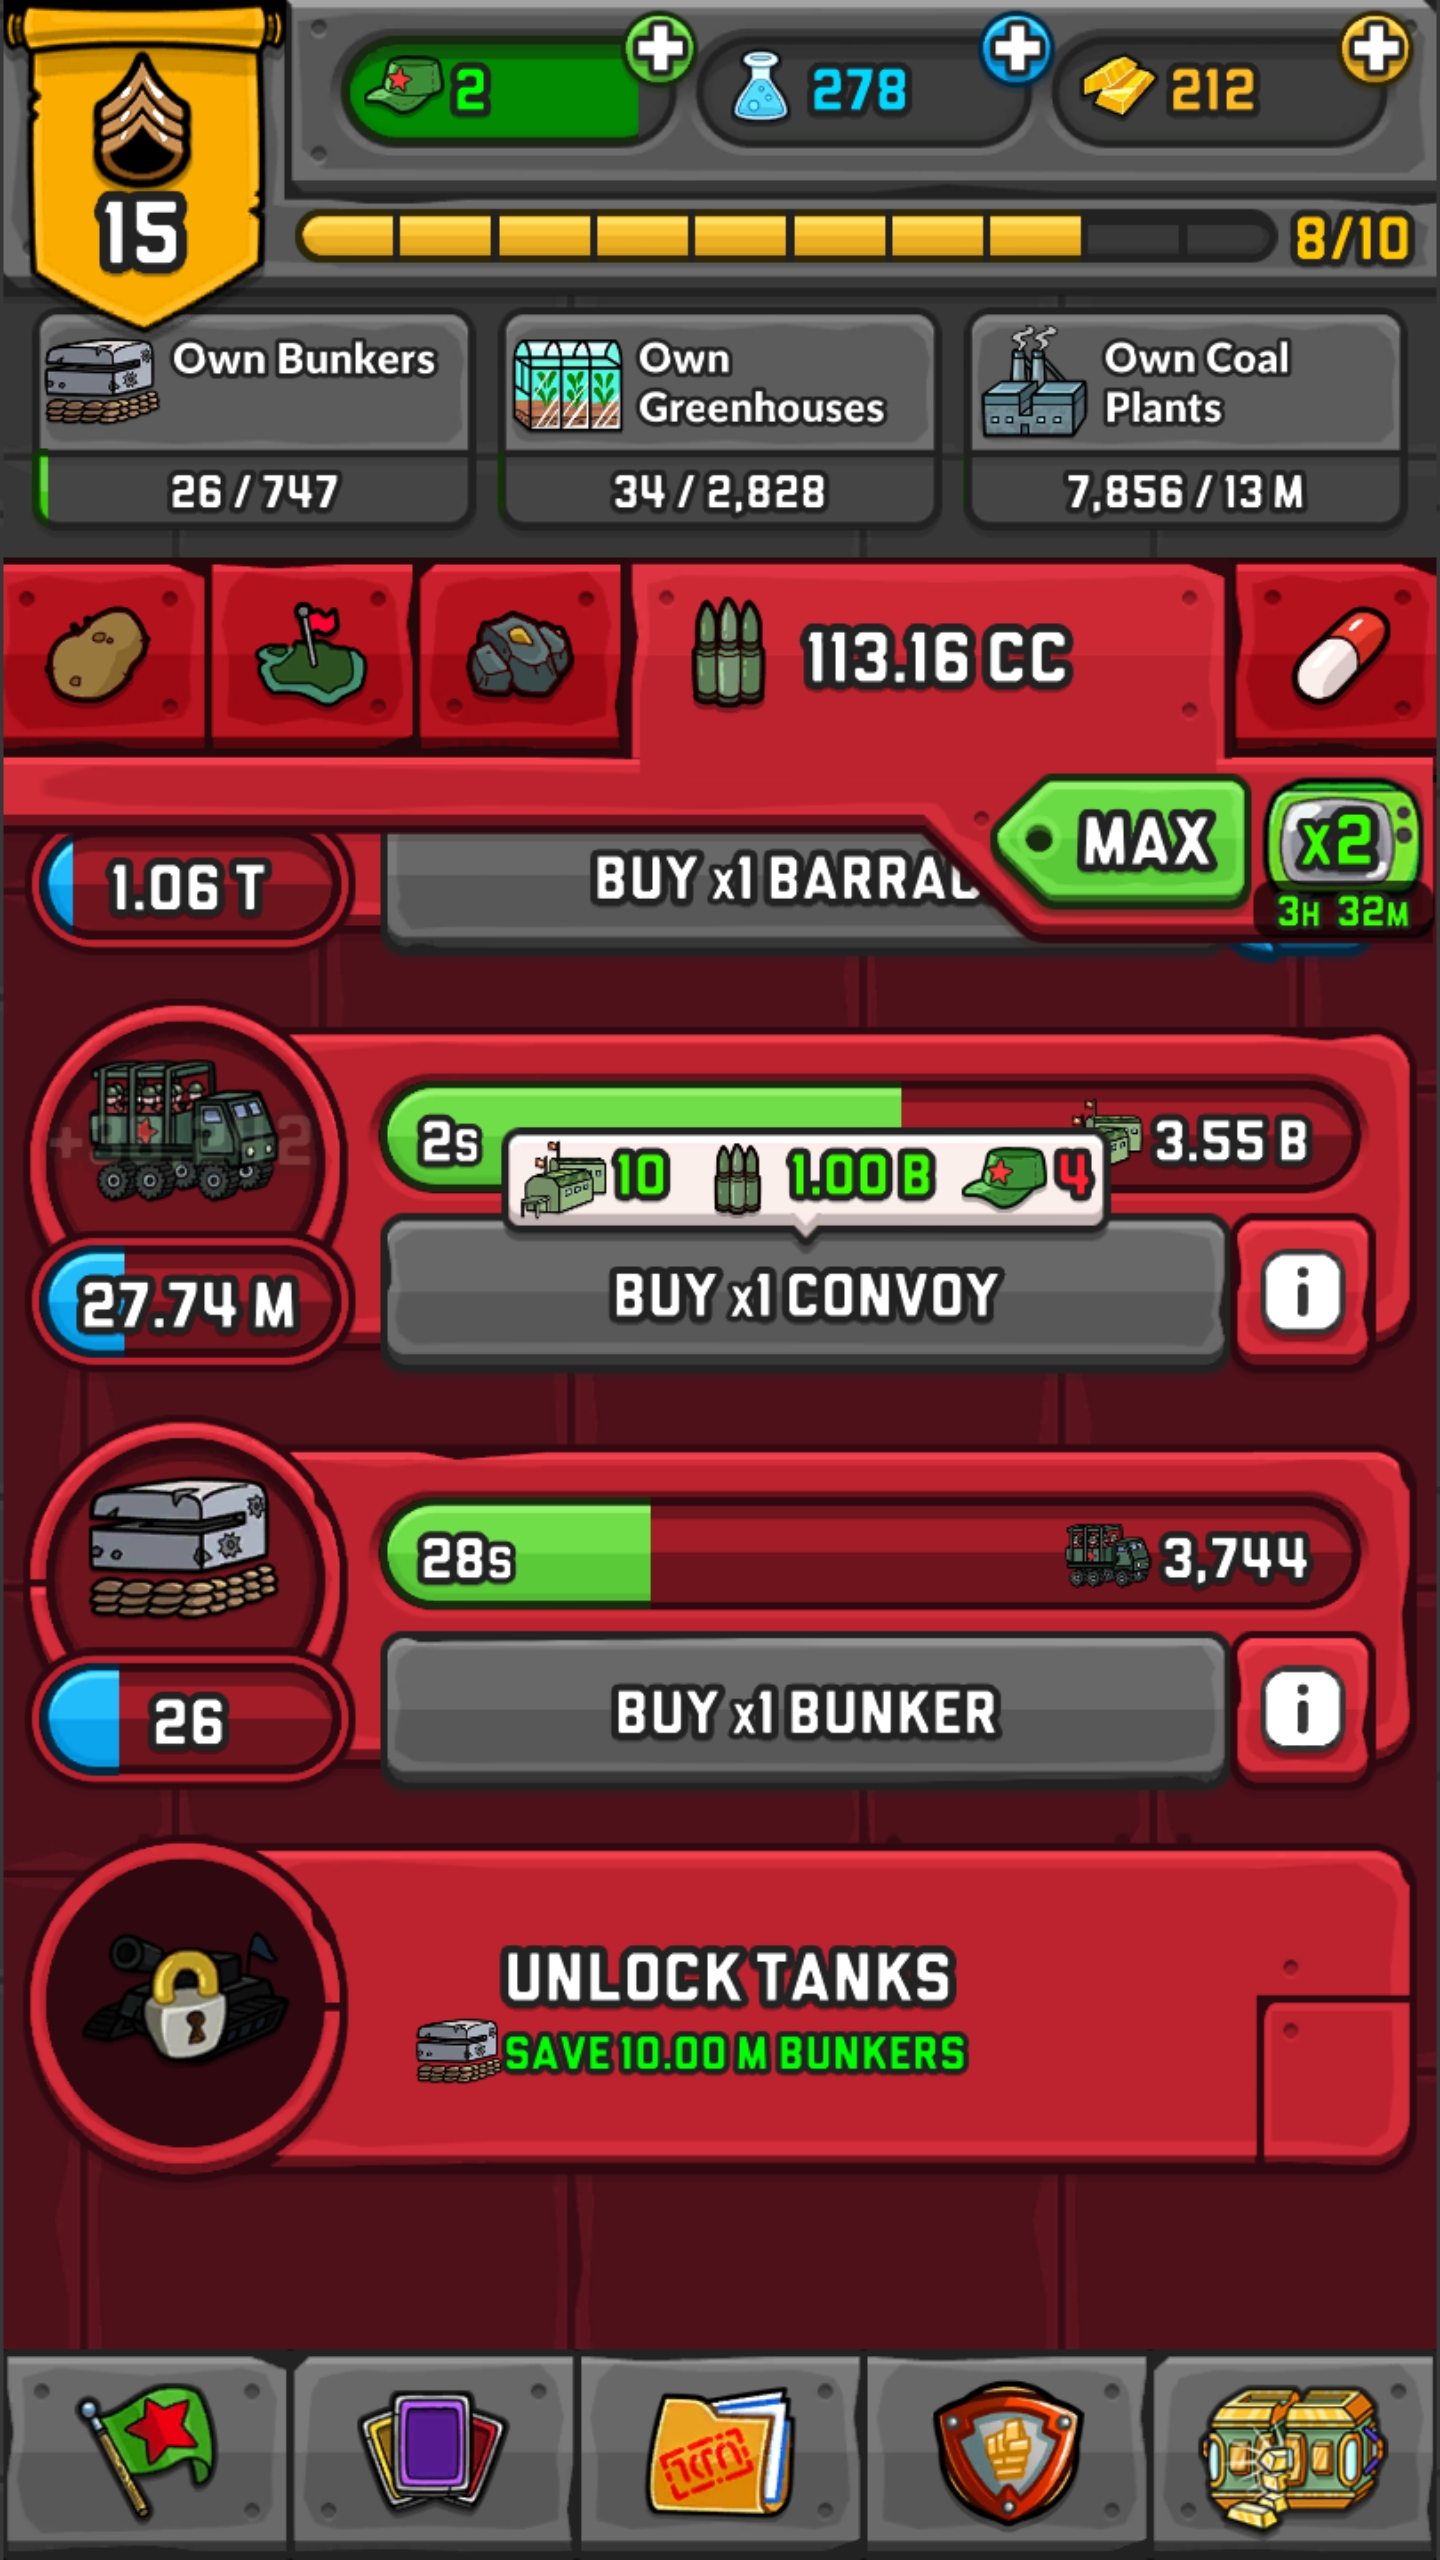 2
278
212
15
8/10
Own Bunkers
26 / 747
Own
Greenhouses
34 / 2,828
Own Coal
Plants
7,856 / 13 M
113.16 CC
MAX
x2
3H 32M
1.06 T
BUY x1 BARRAC
2s
3.55 B
10
1.00 B
4
27.74 M
BUY x1 CONVOY
i
28s
3,744
26
BUY x1 BUNKER
i
UNLOCK TANKS
SAVE 10.00 M BUNKERS